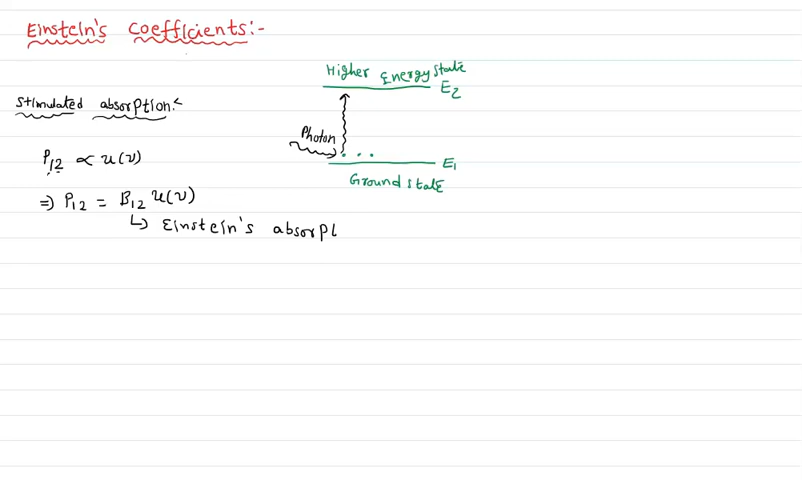 Einstein's coefficients:-
Higher Energy state
E2
stimulated absorption:
Photon
P12 ∝ u(ν)
E1
Ground state
⇒ P12 = B12 u(ν)
↳ Einstein's absorpt